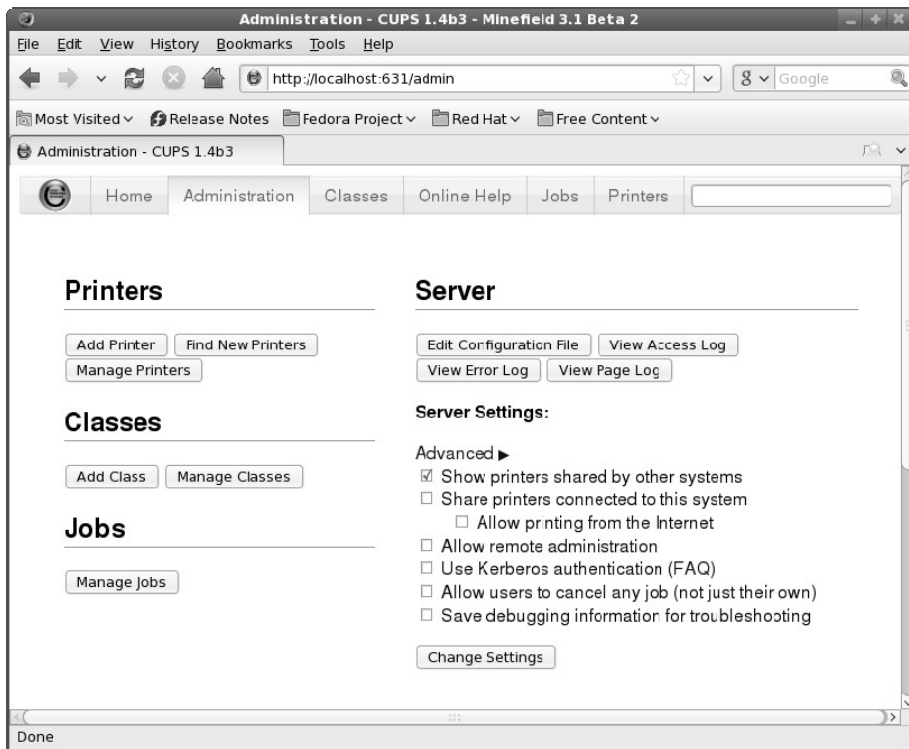 Administration - CUPS 1.4b3 - Minefield 3.1 Beta 2
File Edit View History Bookmarks Tools Help
http://localhost:631/admin
Google
Most Visited Release Notes Fedora Project Red Hat Free Content
Administration - CUPS 1.4b3
Home Administration Classes Online Help Jobs Printers
Printers
Add Printer Find New Printers
Manage Printers
Classes
Add Class Manage Classes
Jobs
Manage Jobs
Server
Edit Configuration File View Access Log
View Error Log View Page Log
Server Settings:
Advanced ▶
Show printers shared by other systems
Share printers connected to this system
Allow printing from the Internet
Allow remote administration
Use Kerberos authentication (FAQ)
Allow users to cancel any job (not just their own)
Save debugging information for troubleshooting
Change Settings
Done